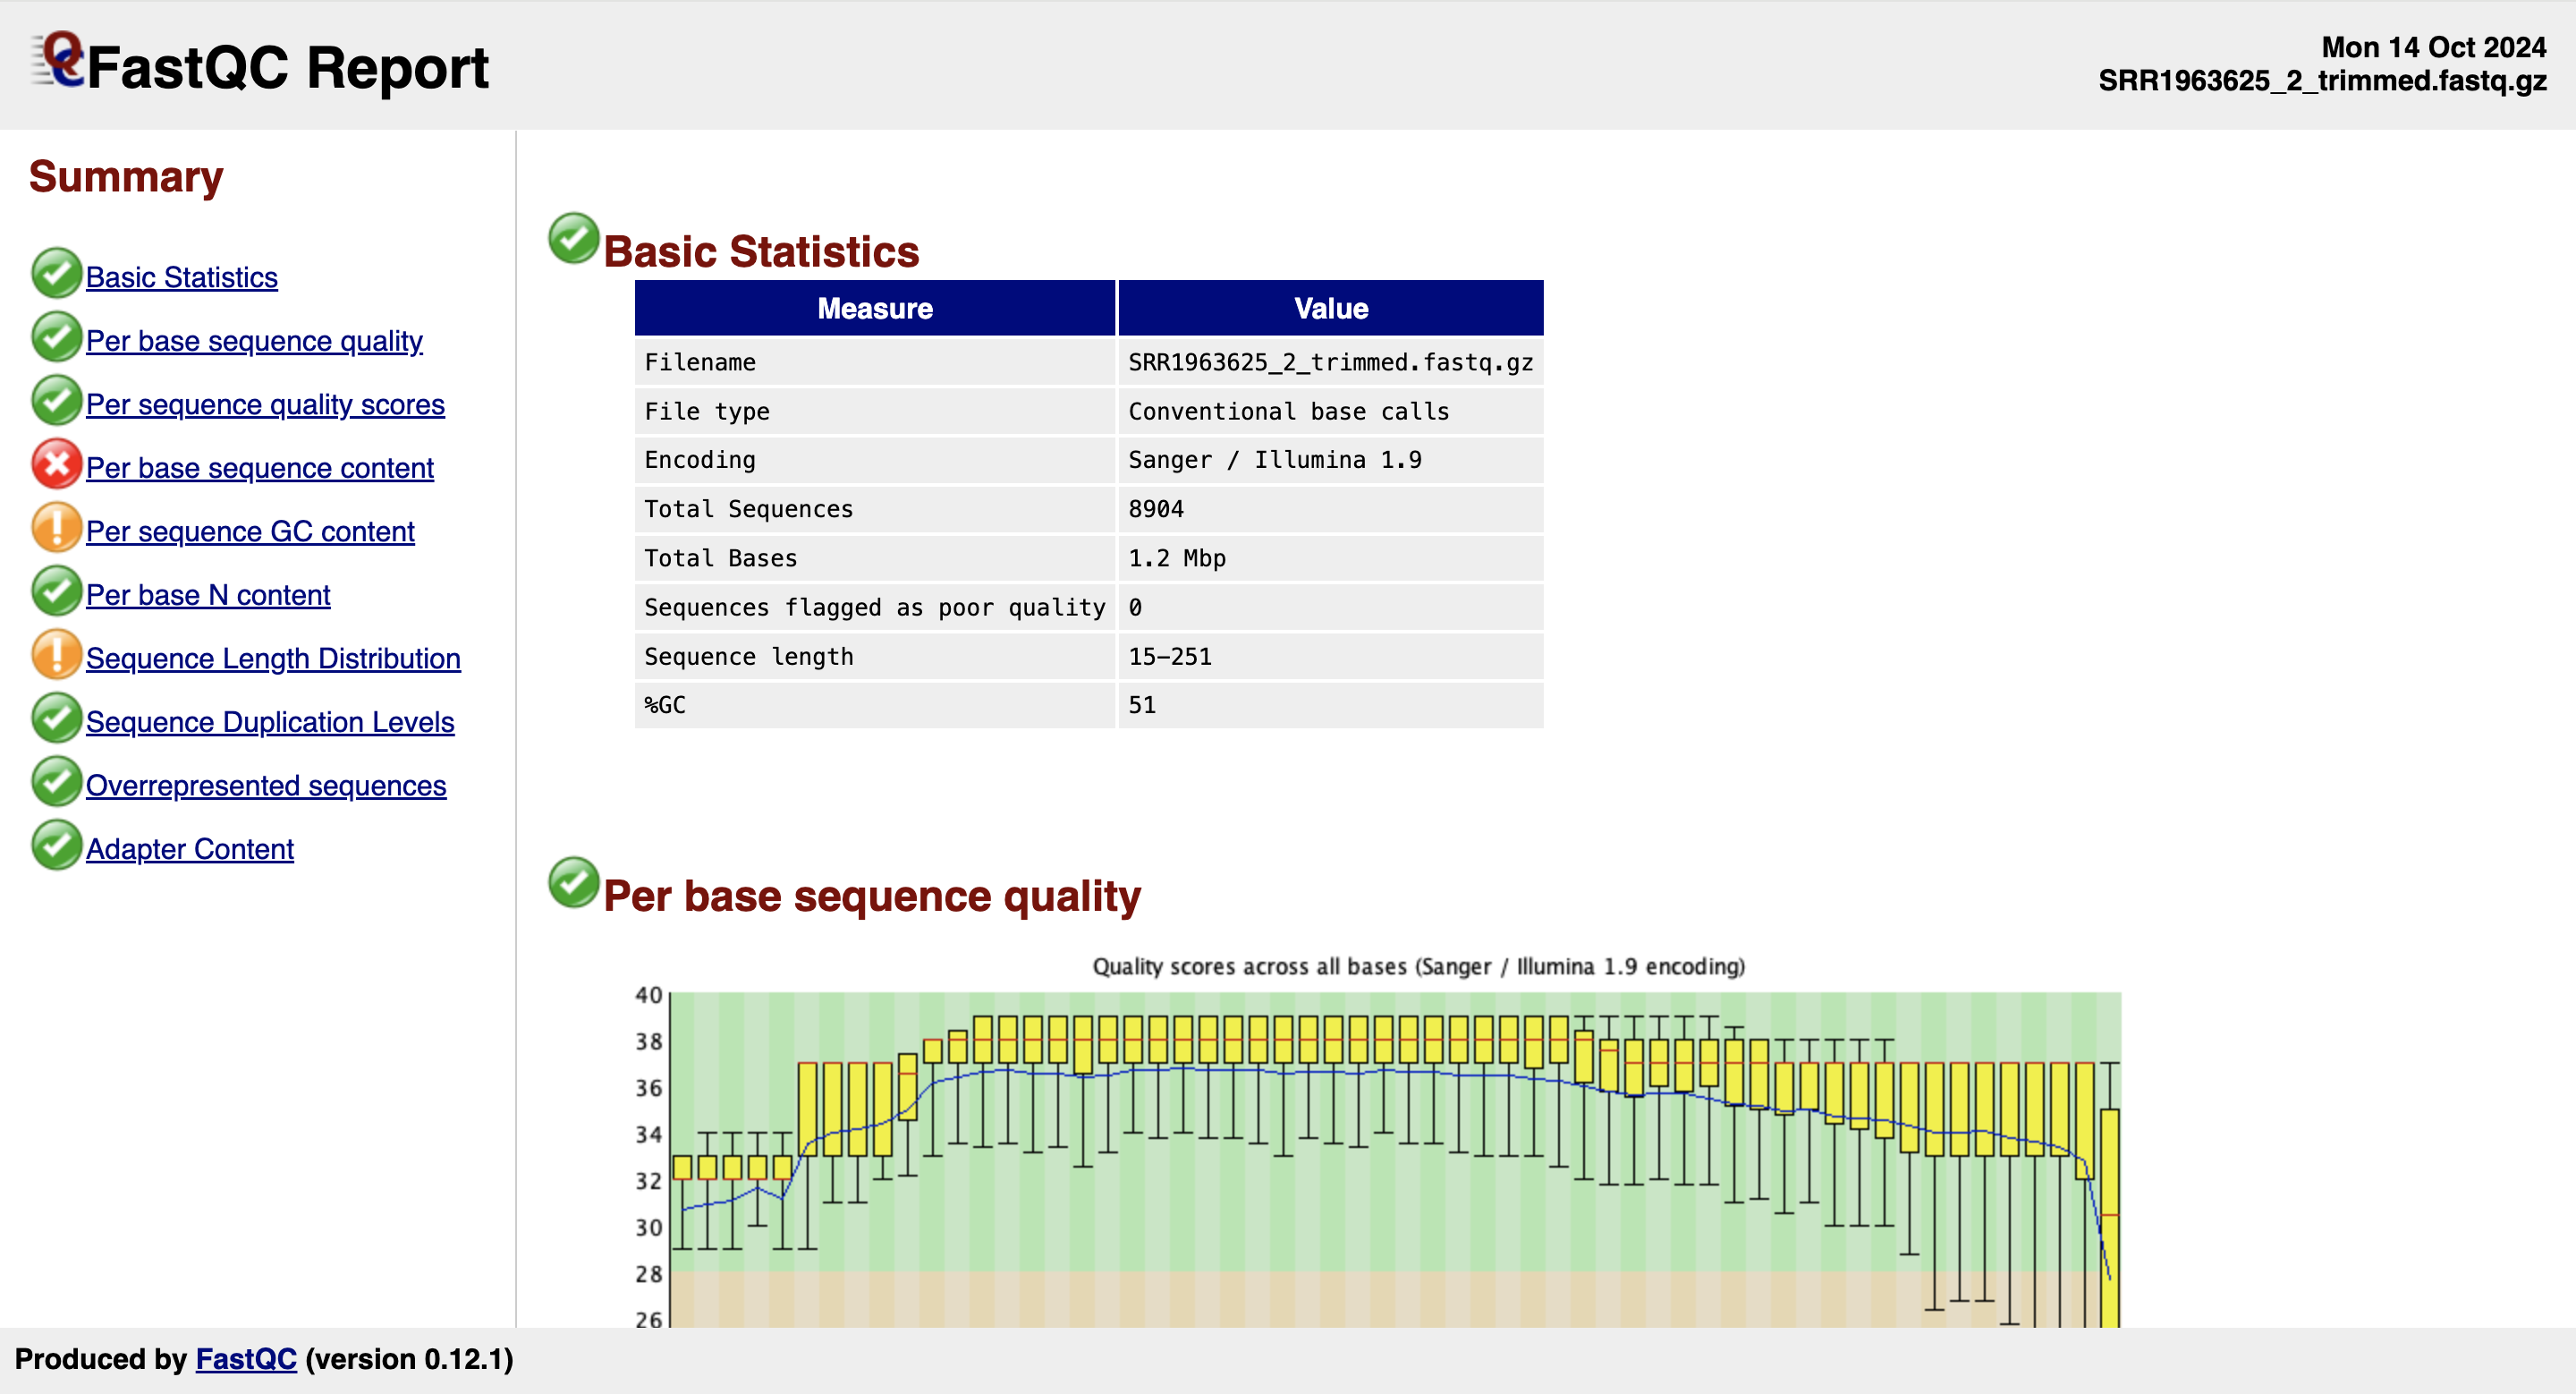 FastQC Report
Mon 14 Oct 2024
SRR1963625_2_trimmed.fastq.gz
Summary
Basic Statistics
Per base sequence quality
Per sequence quality scores
Per base sequence content
Per sequence GC content
Per base N content
Sequence Length Distribution
Sequence Duplication Levels
Overrepresented sequences
Adapter Content
Basic Statistics
Measure Value
Filename SRR1963625_2_trimmed.fastq.gz
File type Conventional base calls
Encoding Sanger / Illumina 1.9
Total Sequences 8904
Total Bases 1.2 Mbp
Sequences flagged as poor quality 0
Sequence length 15-251
%GC 51
Per base sequence quality
Quality scores across all bases (Sanger / Illumina 1.9 encoding)
40
38
36
34
32
30
28
26
Produced by FastQC (version 0.12.1)